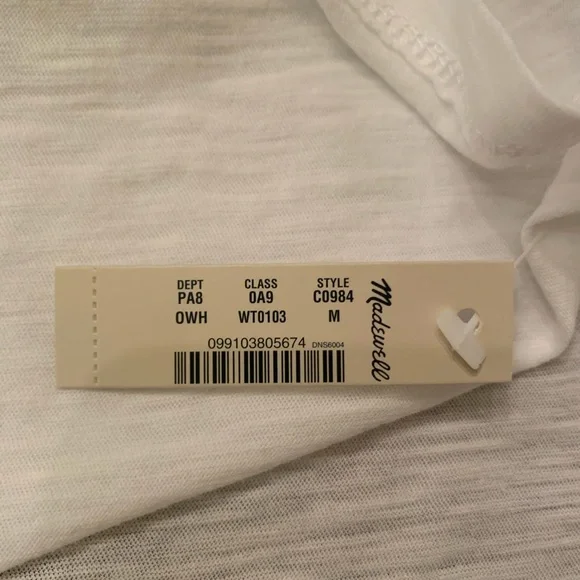 DEPT CLASS STYLE
PA8 0A9 C0984
OWH WT0103 M
099103805674 DNS6004
Madewell